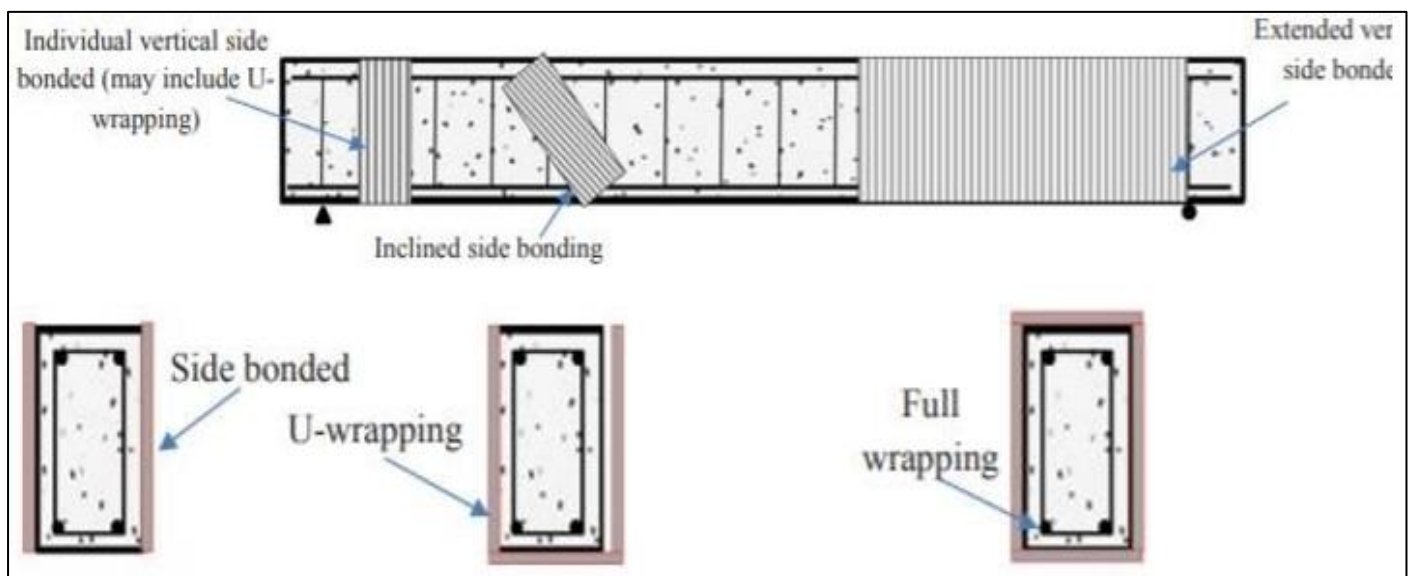 Individual vertical side
bonded (may include U-
wrapping)
Extended ver
side bonde
Inclined side bonding
Side bonded
U-wrapping
Full
wrapping